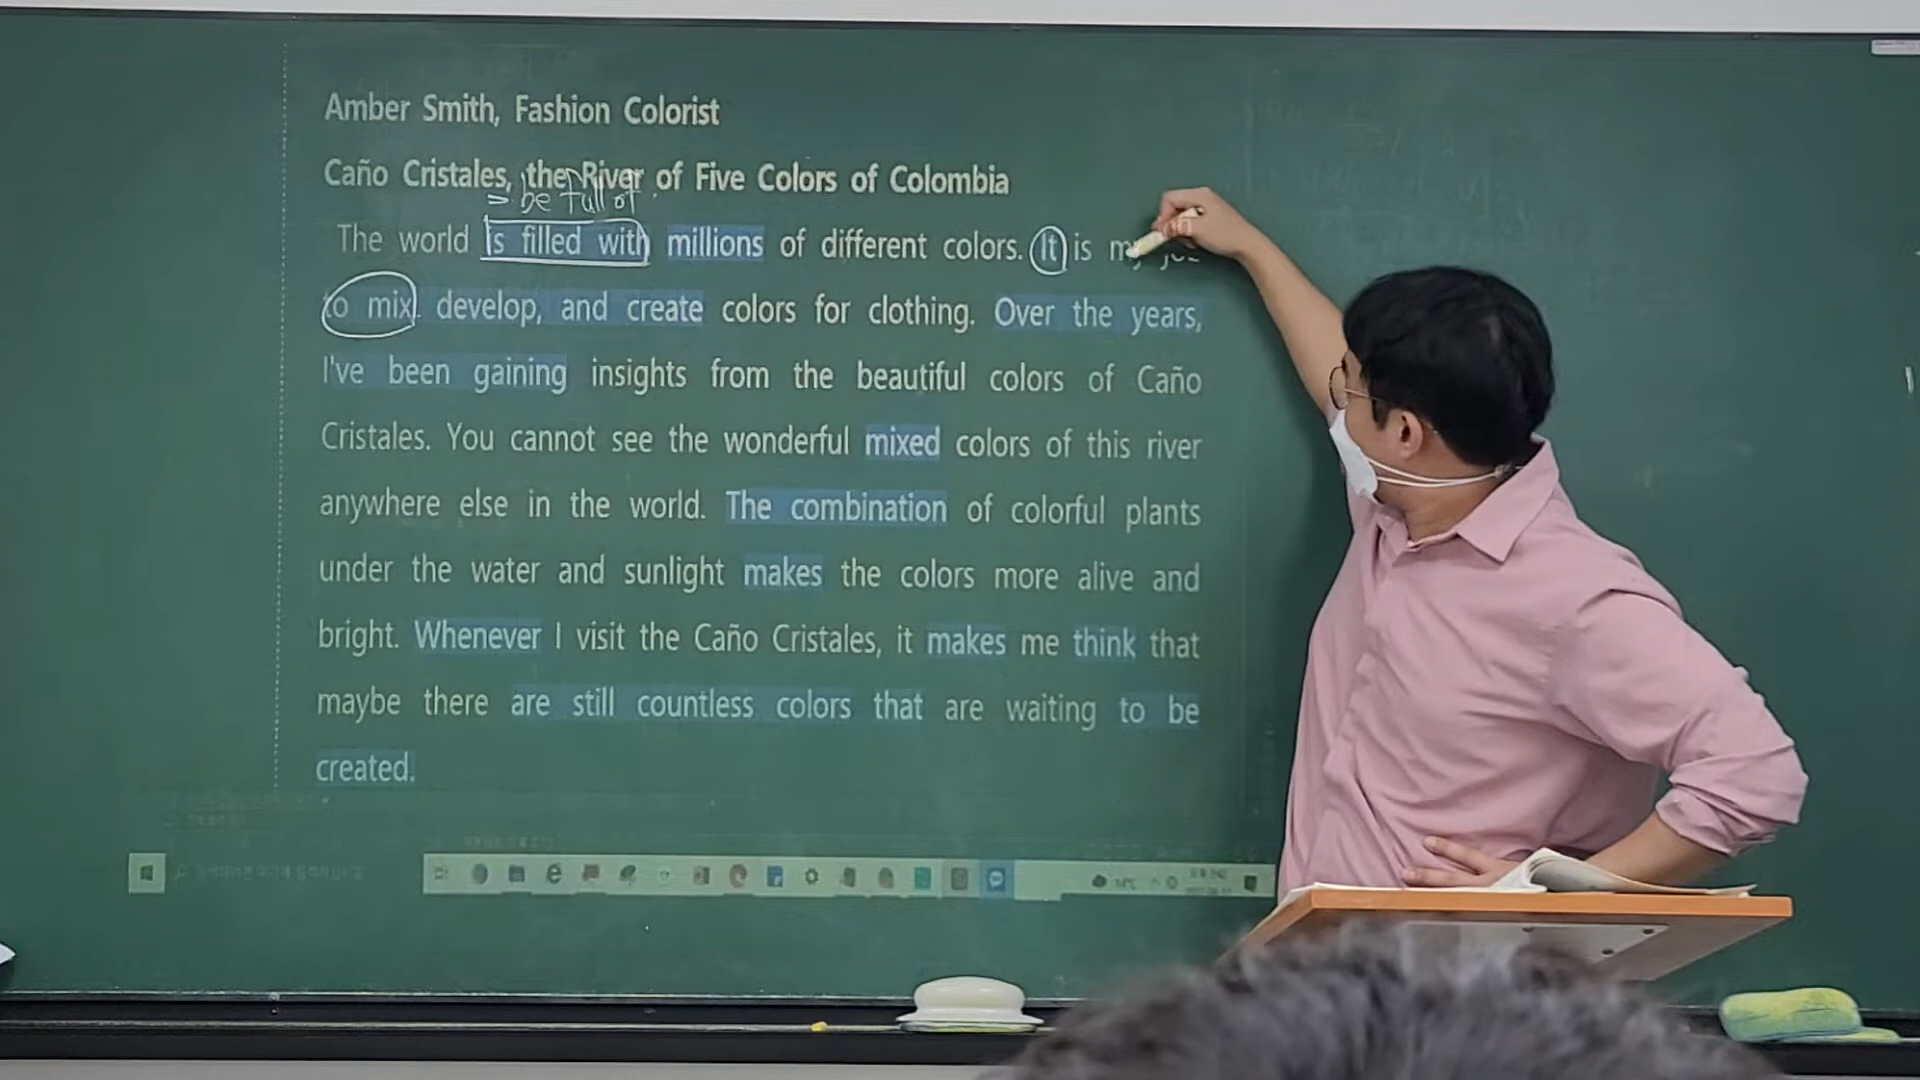 Amber Smith, Fashion Colorist
Caño Cristales, the River of Five Colors of Colombia
= be full of
The world is filled with millions of different colors. It is my job
to mix, develop, and create colors for clothing. Over the years,
I've been gaining insights from the beautiful colors of Caño
Cristales. You cannot see the wonderful mixed colors of this river
anywhere else in the world. The combination of colorful plants
under the water and sunlight makes the colors more alive and
bright. Whenever I visit the Caño Cristales, it makes me think that
maybe there are still countless colors that are waiting to be
created.